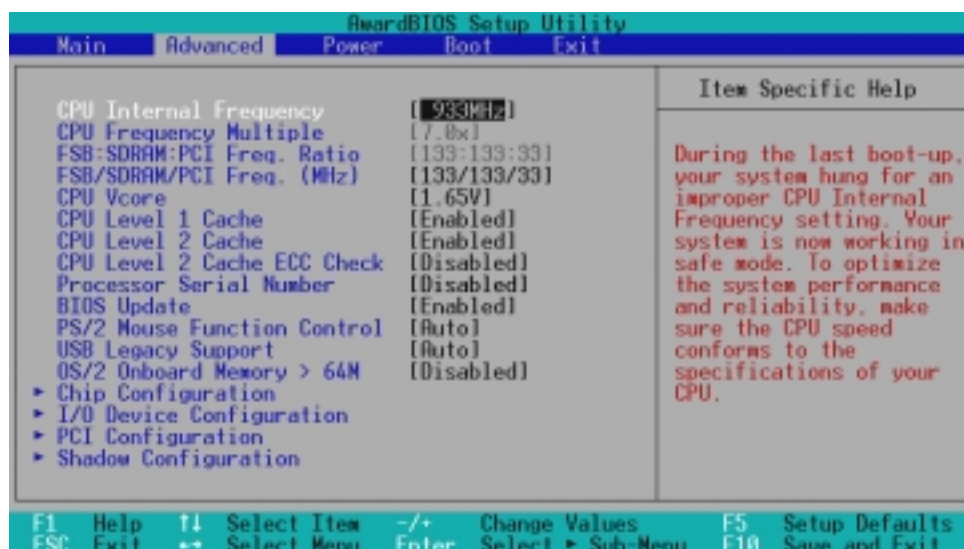 AwardBIOS Setup Utility
Main Advanced Power Boot Exit
CPU Internal Frequency [ 933MHz]
CPU Frequency Multiple [7.0x]
FSB:SDRAM:PCI Freq. Ratio [133:133:33]
FSB/SDRAM/PCI Freq. (MHz) [133/133/33]
CPU Vcore [1.65V]
CPU Level 1 Cache [Enabled]
CPU Level 2 Cache [Enabled]
CPU Level 2 Cache ECC Check [Disabled]
Processor Serial Number [Disabled]
BIOS Update [Enabled]
PS/2 Mouse Function Control [Auto]
USB Legacy Support [Auto]
OS/2 Onboard Memory > 64M [Disabled]
► Chip Configuration
► I/O Device Configuration
► PCI Configuration
► Shadow Configuration
Item Specific Help
During the last boot-up,
your system hung for an
improper CPU Internal
Frequency setting. Your
system is now working in
safe mode. To optimize
the system performance
and reliability, make
sure the CPU speed
conforms to the
specifications of your
CPU.
F1 Help ↑↓ Select Item -/+ Change Values F5 Setup Defaults
ESC Exit ↔ Select Menu Enter Select ► Sub-Menu F10 Save and Exit